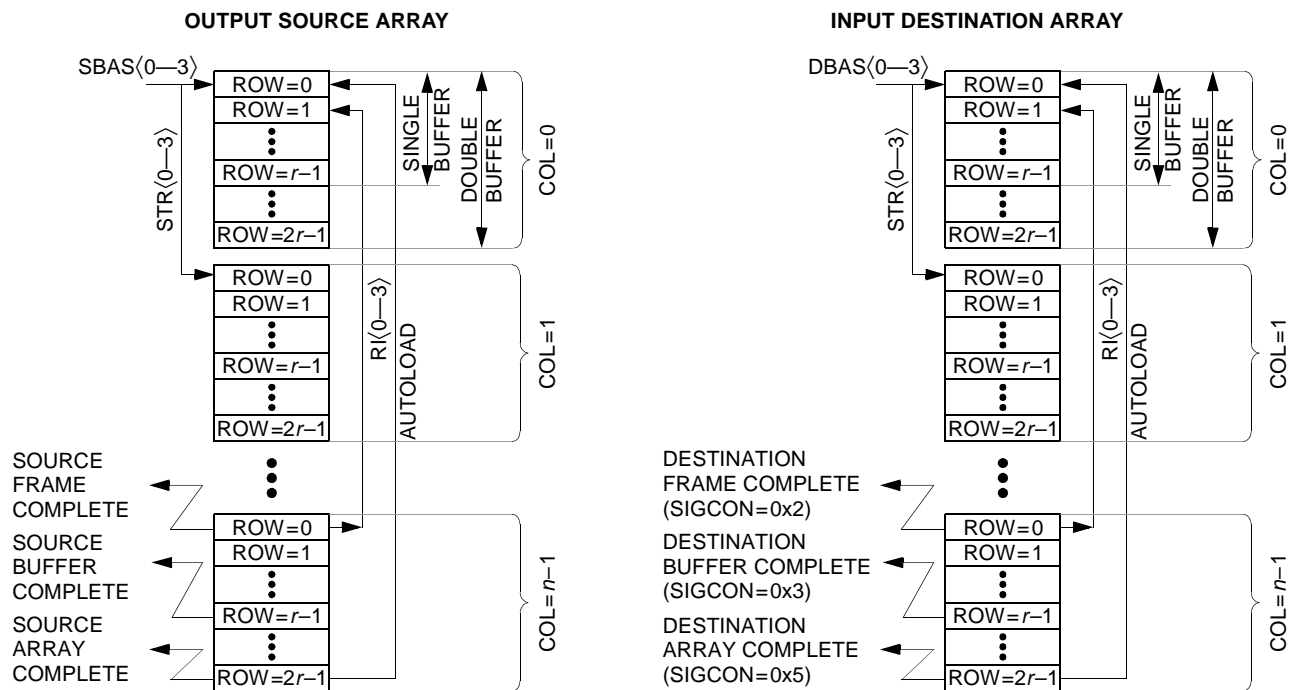 OUTPUT SOURCE ARRAY
SBAS⟨0—3⟩
STR⟨0—3⟩
ROW=0
ROW=1
ROW=r–1
ROW=2r–1
SINGLE
BUFFER
DOUBLE
BUFFER
COL=0
ROW=0
ROW=1
ROW=r–1
ROW=2r–1
RI⟨0—3⟩
AUTOLOAD
COL=1
SOURCE
FRAME
COMPLETE
SOURCE
BUFFER
COMPLETE
SOURCE
ARRAY
COMPLETE
ROW=0
ROW=1
ROW=r–1
ROW=2r–1
COL=n–1
INPUT DESTINATION ARRAY
DBAS⟨0—3⟩
STR⟨0—3⟩
ROW=0
ROW=1
ROW=r–1
ROW=2r–1
SINGLE
BUFFER
DOUBLE
BUFFER
COL=0
ROW=0
ROW=1
ROW=r–1
ROW=2r–1
RI⟨0—3⟩
AUTOLOAD
COL=1
DESTINATION
FRAME COMPLETE
(SIGCON=0x2)
DESTINATION
BUFFER COMPLETE
(SIGCON=0x3)
DESTINATION
ARRAY COMPLETE
(SIGCON=0x5)
ROW=0
ROW=1
ROW=r–1
ROW=2r–1
COL=n–1